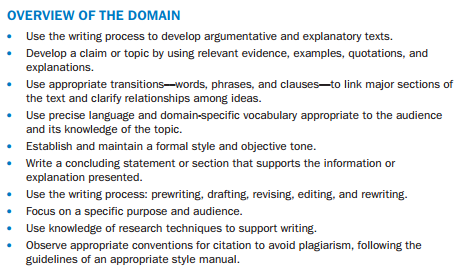 OVERVIEW OF THE DOMAIN
• Use the writing process to develop argumentative and explanatory texts.
• Develop a claim or topic by using relevant evidence, examples, quotations, and
explanations.
• Use appropriate transitions—words, phrases, and clauses—to link major sections of
the text and clarify relationships among ideas.
• Use precise language and domain-specific vocabulary appropriate to the audience
and its knowledge of the topic.
• Establish and maintain a formal style and objective tone.
• Write a concluding statement or section that supports the information or
explanation presented.
• Use the writing process: prewriting, drafting, revising, editing, and rewriting.
• Focus on a specific purpose and audience.
• Use knowledge of research techniques to support writing.
• Observe appropriate conventions for citation to avoid plagiarism, following the
guidelines of an appropriate style manual.